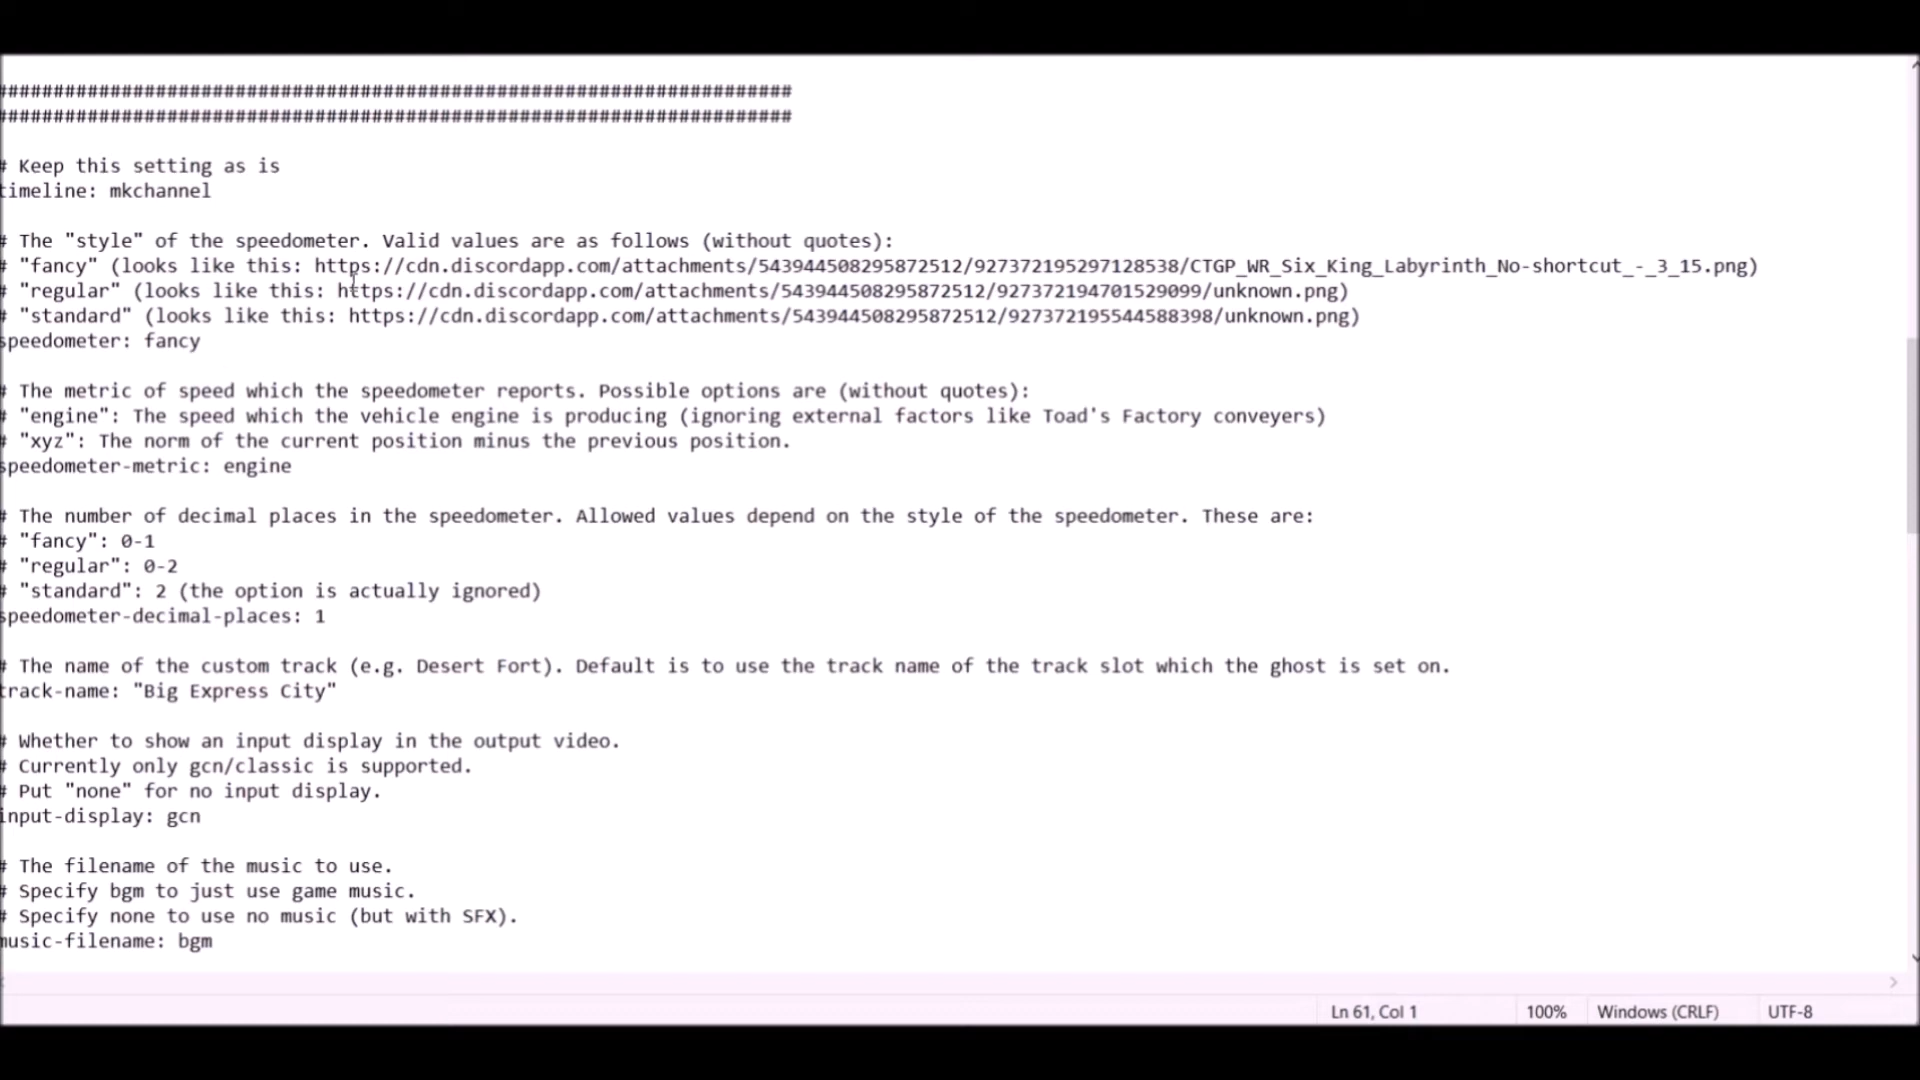 ######################################################################
######################################################################
# Keep this setting as is
timeline: mkchannel
# The "style" of the speedometer. Valid values are as follows (without quotes):
# "fancy" (looks like this: https://cdn.discordapp.com/attachments/543944508295872512/927372195297128538/CTGP_WR_Six_King_Labyrinth_No-shortcut_-_3_15.png)
# "regular" (looks like this: https://cdn.discordapp.com/attachments/543944508295872512/927372194701529099/unknown.png)
# "standard" (looks like this: https://cdn.discordapp.com/attachments/543944508295872512/927372195544588398/unknown.png)
speedometer: fancy
# The metric of speed which the speedometer reports. Possible options are (without quotes):
# "engine": The speed which the vehicle engine is producing (ignoring external factors like Toad's Factory conveyers)
# "xyz": The norm of the current position minus the previous position.
speedometer-metric: engine
# The number of decimal places in the speedometer. Allowed values depend on the style of the speedometer. These are:
# "fancy": 0-1
# "regular": 0-2
# "standard": 2 (the option is actually ignored)
speedometer-decimal-places: 1
# The name of the custom track (e.g. Desert Fort). Default is to use the track name of the track slot which the ghost is set on.
track-name: "Big Express City"
# Whether to show an input display in the output video.
# Currently only gcn/classic is supported.
# Put "none" for no input display.
input-display: gcn
# The filename of the music to use.
# Specify bgm to just use game music.
# Specify none to use no music (but with SFX).
music-filename: bgm
Ln 61, Col 1 100% Windows (CRLF) UTF-8